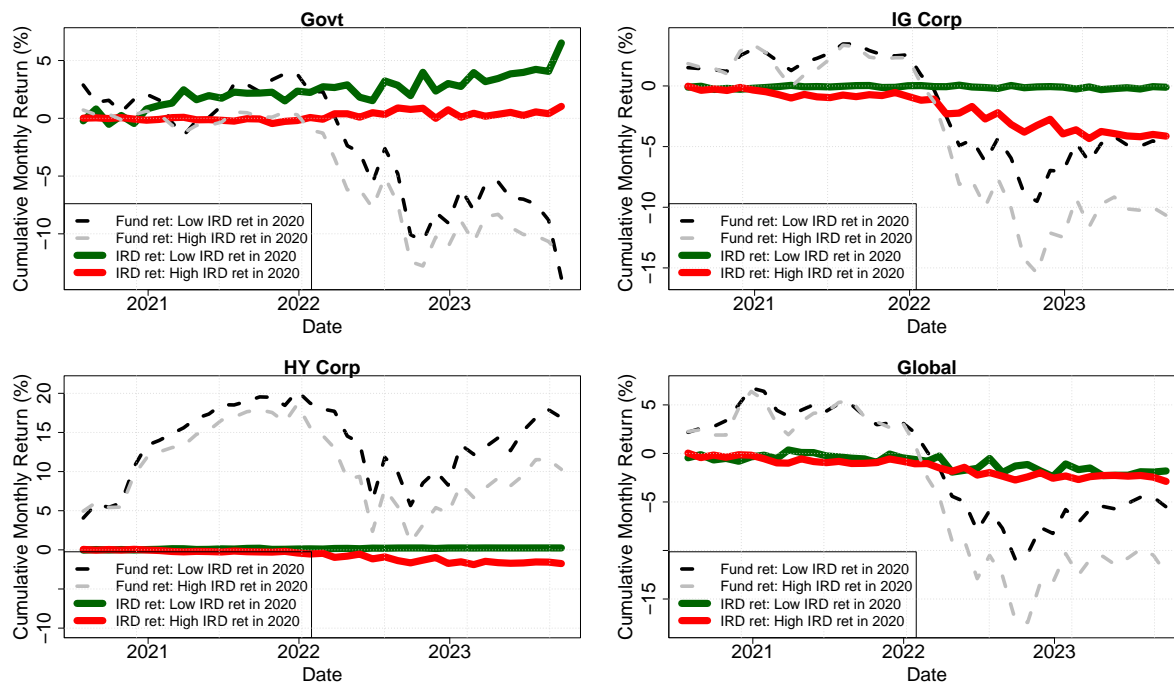 Govt
Cumulative Monthly Return (%)
5
0
−5
−10
Fund ret: Low IRD ret in 2020
Fund ret: High IRD ret in 2020
IRD ret: Low IRD ret in 2020
IRD ret: High IRD ret in 2020
2021 2022 2023
Date
IG Corp
Cumulative Monthly Return (%)
0
−5
−10
−15
Fund ret: Low IRD ret in 2020
Fund ret: High IRD ret in 2020
IRD ret: Low IRD ret in 2020
IRD ret: High IRD ret in 2020
2021 2022 2023
Date
HY Corp
Cumulative Monthly Return (%)
20
15
10
5
0
−10
Fund ret: Low IRD ret in 2020
Fund ret: High IRD ret in 2020
IRD ret: Low IRD ret in 2020
IRD ret: High IRD ret in 2020
2021 2022 2023
Date
Global
Cumulative Monthly Return (%)
5
0
−5
−15
Fund ret: Low IRD ret in 2020
Fund ret: High IRD ret in 2020
IRD ret: Low IRD ret in 2020
IRD ret: High IRD ret in 2020
2021 2022 2023
Date